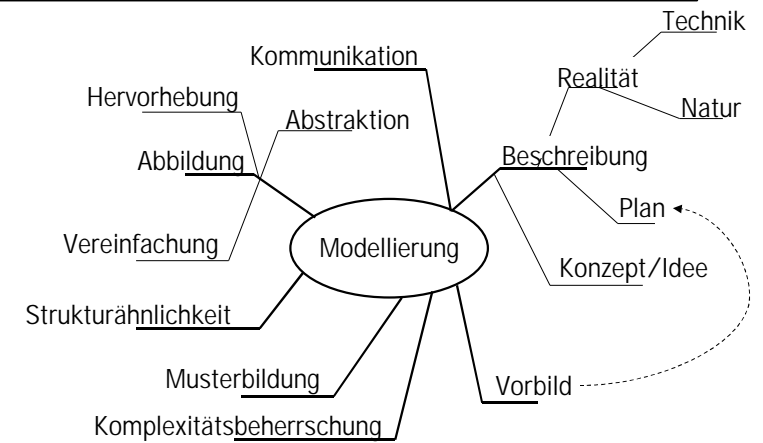 Technik
Kommunikation
Realität
Hervorhebung
Natur
Abstraktion
Abbildung
Beschreibung
Plan
Vereinfachung
Modellierung
Konzept/Idee
Strukturähnlichkeit
Musterbildung
Vorbild
Komplexitätsbeherrschung